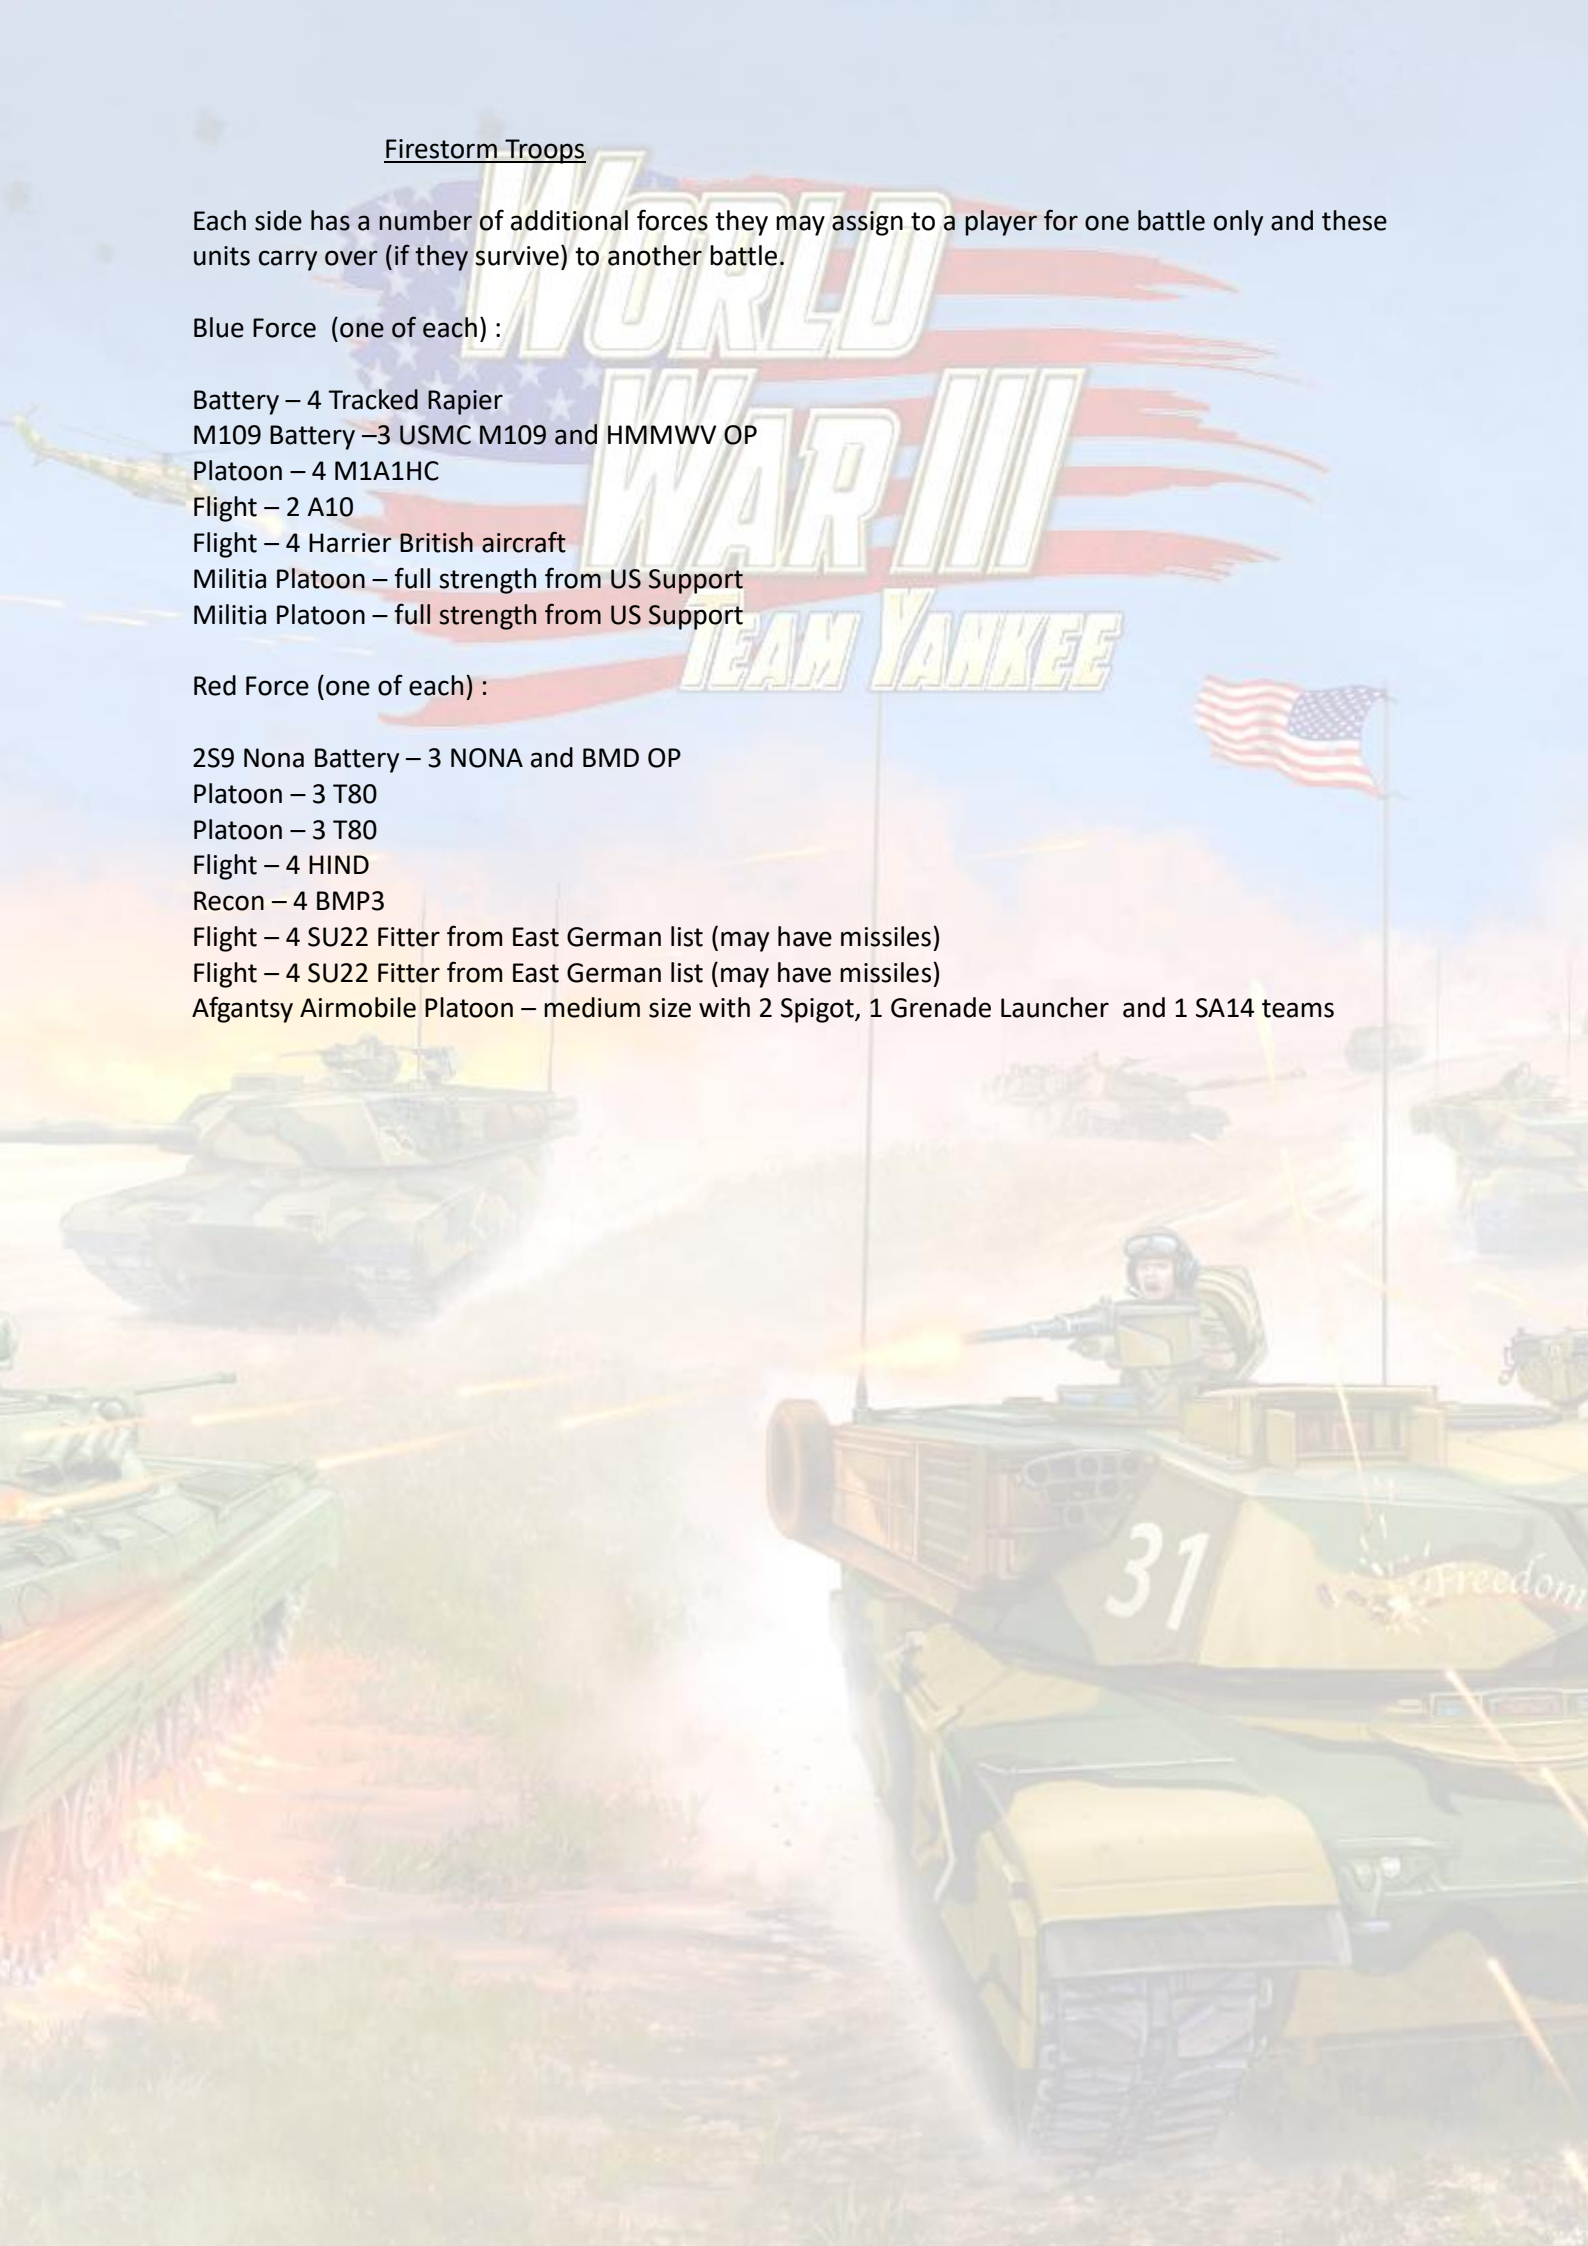 Firestorm Troops
Each side has a number of additional forces they may assign to a player for one battle only and these
units carry over (if they survive) to another battle.
Blue Force  (one of each) :
Battery – 4 Tracked Rapier
M109 Battery –3 USMC M109 and HMMWV OP
Platoon – 4 M1A1HC
Flight – 2 A10
Flight – 4 Harrier British aircraft
Militia Platoon – full strength from US Support
Militia Platoon – full strength from US Support
Red Force (one of each) :
2S9 Nona Battery – 3 NONA and BMD OP
Platoon – 3 T80
Platoon – 3 T80
Flight – 4 HIND
Recon – 4 BMP3
Flight – 4 SU22 Fitter from East German list (may have missiles)
Flight – 4 SU22 Fitter from East German list (may have missiles)
Afgantsy Airmobile Platoon – medium size with 2 Spigot, 1 Grenade Launcher  and 1 SA14 teams
WORLD
WAR III
TEAM YANKEE
31
Freedom